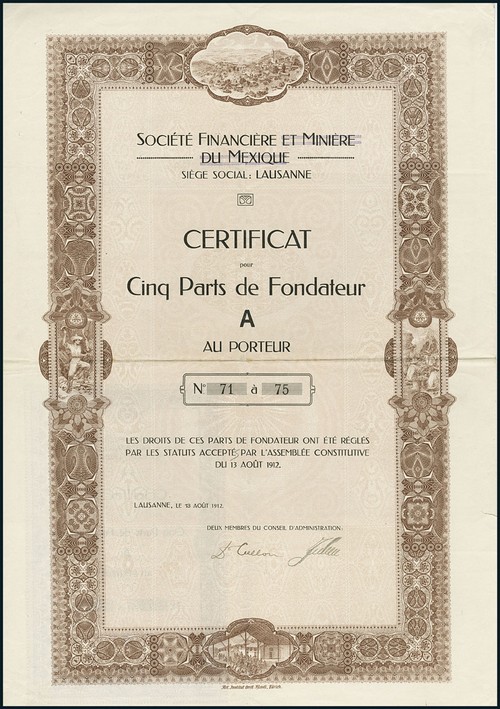 SOCIÉTÉ FINANCIÈRE ET MINIÈRE
DU MEXIQUE
SIÈGE SOCIAL: LAUSANNE
CERTIFICAT
pour
Cinq Parts de Fondateur
A
AU PORTEUR
No 71 à 75
LES DROITS DE CES PARTS DE FONDATEUR ONT ÉTÉ RÉGLÉS
PAR LES STATUTS ACCEPTÉ; PAR L'ASSEMBLÉE CONSTITUTIVE
DU 13 AOÛT 1912.
LAUSANNE, LE 13 AOÛT 1912.
DEUX MEMBRES DU CONSEIL D'ADMINISTRATION: